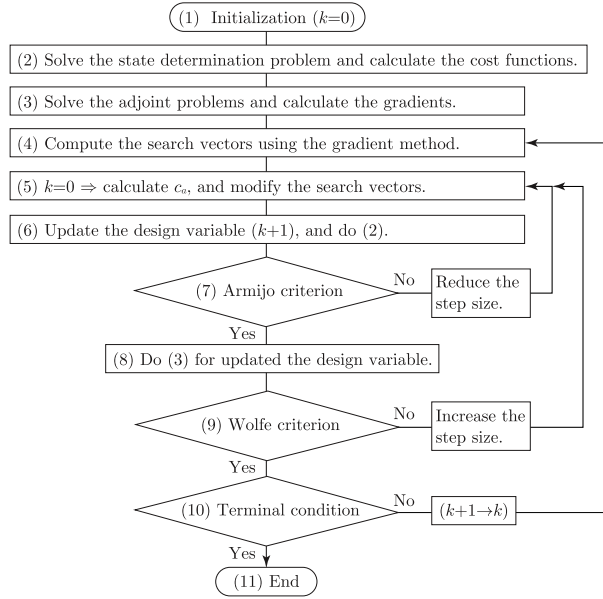 (1) Initialization (k=0)
(2) Solve the state determination problem and calculate the cost functions.
(3) Solve the adjoint problems and calculate the gradients.
(4) Compute the search vectors using the gradient method.
(5) k=0 ⇒ calculate cₐ, and modify the search vectors.
(6) Update the design variable (k+1), and do (2).
(7) Armijo criterion
No
Reduce the
step size.
Yes
(8) Do (3) for updated the design variable.
(9) Wolfe criterion
No
Increase the
step size.
Yes
(10) Terminal condition
No
(k+1→k)
Yes
(11) End